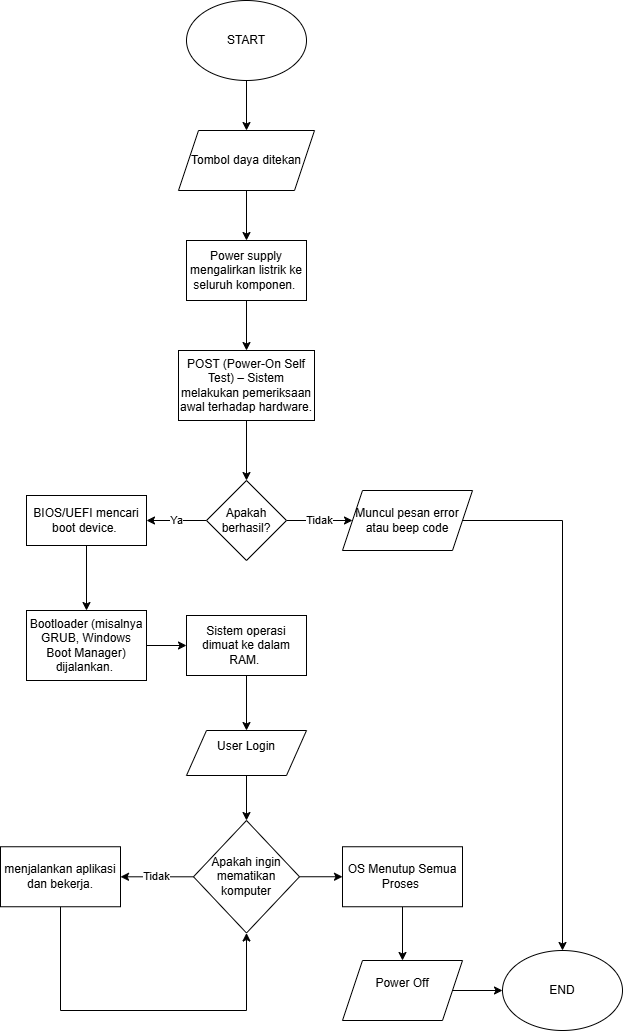 START
Tombol daya ditekan
Power supply
mengalirkan listrik ke
seluruh komponen.
POST (Power-On Self
Test) – Sistem
melakukan pemeriksaan
awal terhadap hardware.
Apakah
berhasil?
Ya
Tidak
BIOS/UEFI mencari
boot device.
Muncul pesan error
atau beep code
Bootloader (misalnya
GRUB, Windows
Boot Manager)
dijalankan.
Sistem operasi
dimuat ke dalam
RAM.
User Login
Apakah ingin
mematikan
komputer
Tidak
menjalankan aplikasi
dan bekerja.
OS Menutup Semua
Proses
Power Off
END